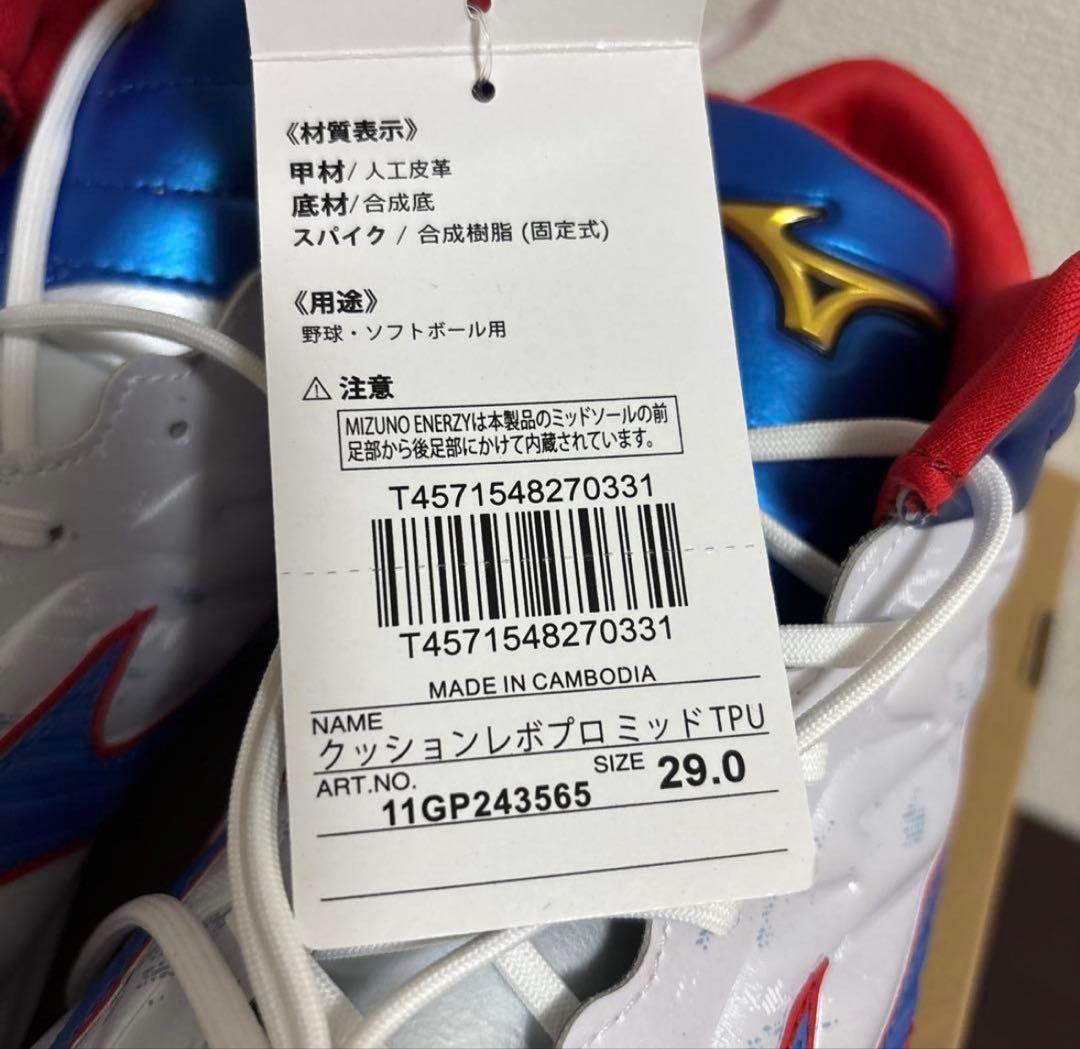 《材質表示》
甲材/ 人工皮革
底材/合成底
スパイク / 合成樹脂 (固定式)
《用途》
野球・ソフトボール用
⚠ 注意
MIZUNO ENERZYは本製品のミッドソールの前
足部から後足部にかけて内蔵されています。
T4571548270331
T4571548270331
MADE IN CAMBODIA
NAME
クッションレボプロ ミッド TPU
ART.NO.
11GP243565
SIZE 29.0